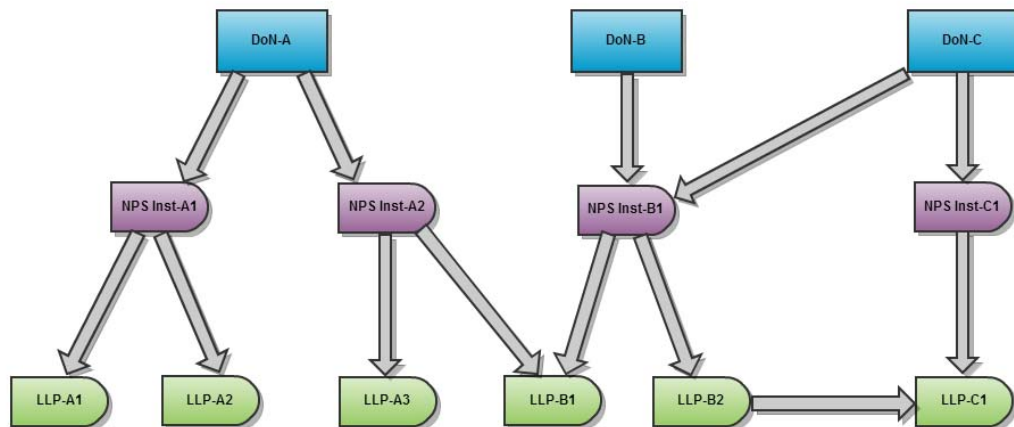 DoN-A
DoN-B
DoN-C
NPS Inst-A1
NPS Inst-A2
NPS Inst-B1
NPS Inst-C1
LLP-A1
LLP-A2
LLP-A3
LLP-B1
LLP-B2
LLP-C1